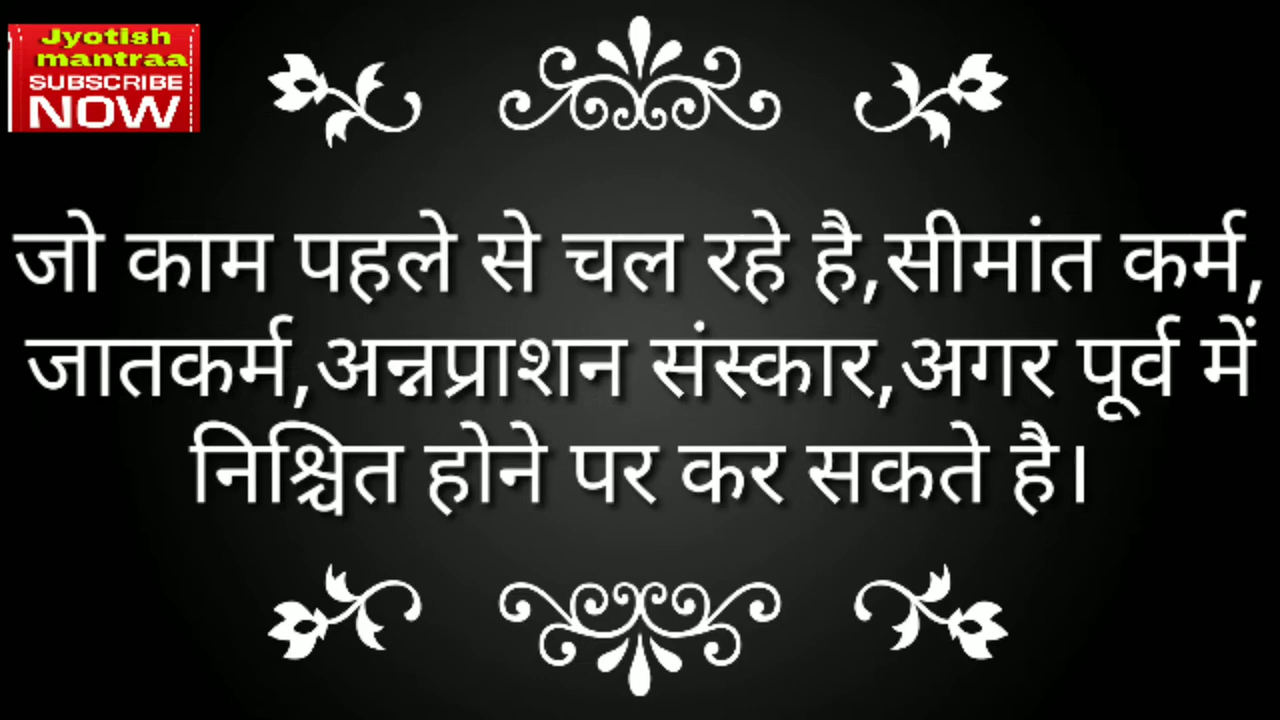 Jyotish
mantraa
SUBSCRIBE
NOW
जो काम पहले से चल रहे है,सीमांत कर्म,
जातकर्म,अन्नप्राशन संस्कार,अगर पूर्व में
निश्चित होने पर कर सकते है।